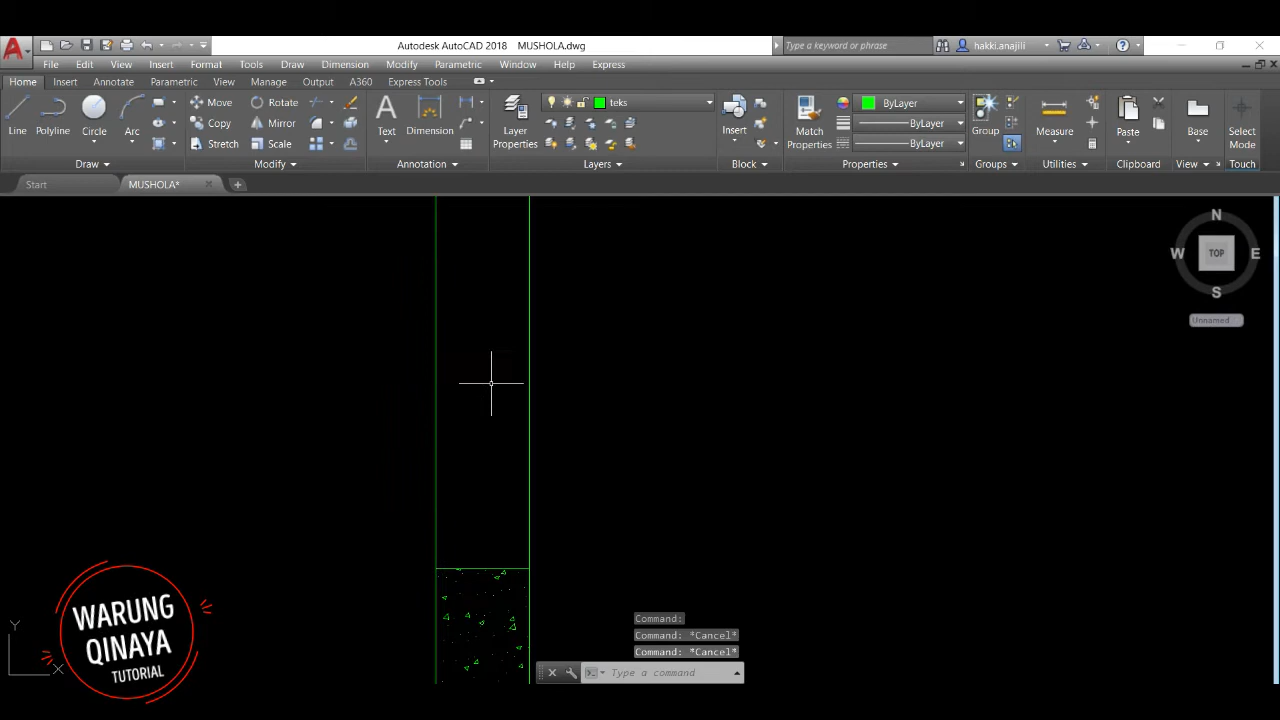 Autodesk AutoCAD 2018 MUSHOLA.dwg
Type a keyword or phrase
hakki.anajili
File Edit View Insert Format Tools Draw Dimension Modify Parametric Window Help Express
Home Insert Annotate Parametric View Manage Output A360 Express Tools
Line
Polyline
Circle
Arc
Move
Copy
Stretch
Rotate
Mirror
Scale
Text
Dimension
Layer
Properties
teks
Insert
Match
Properties
ByLayer
ByLayer
ByLayer
Group
Measure
Paste
Base
Select
Mode
Draw Modify Annotation Layers Block Properties Groups Utilities Clipboard View Touch
Start MUSHOLA*
N
W TOP E
S
Unnamed
Y
X
Command:
Command: *Cancel*
Command: *Cancel*
Type a command
WARUNG
QINAYA
TUTORIAL